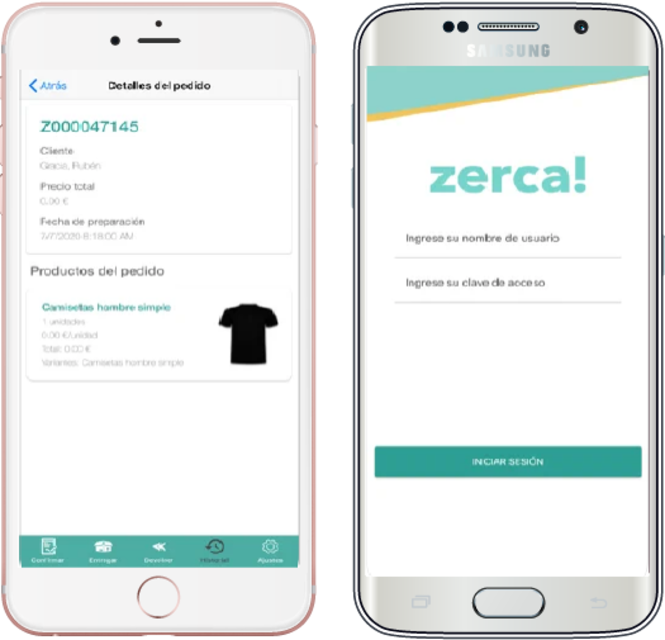 Atrás
Detalles del pedido
Z000047145
Cliente
Gracia, Rubén
Precio total
0.00 €
Fecha de preparación
7/7/2020 6:18:00 AM
Productos del pedido
Camisetas hombre simple
1 unidades
0.00 €/unidad
Total: 0.00 €
Variantes: Camisetas hombre simple
Confirmar
Entregar
Devolver
Historial
Ajustes
SAMSUNG
zerca!
Ingrese su nombre de usuario
Ingrese su clave de acceso
INICIAR SESIÓN